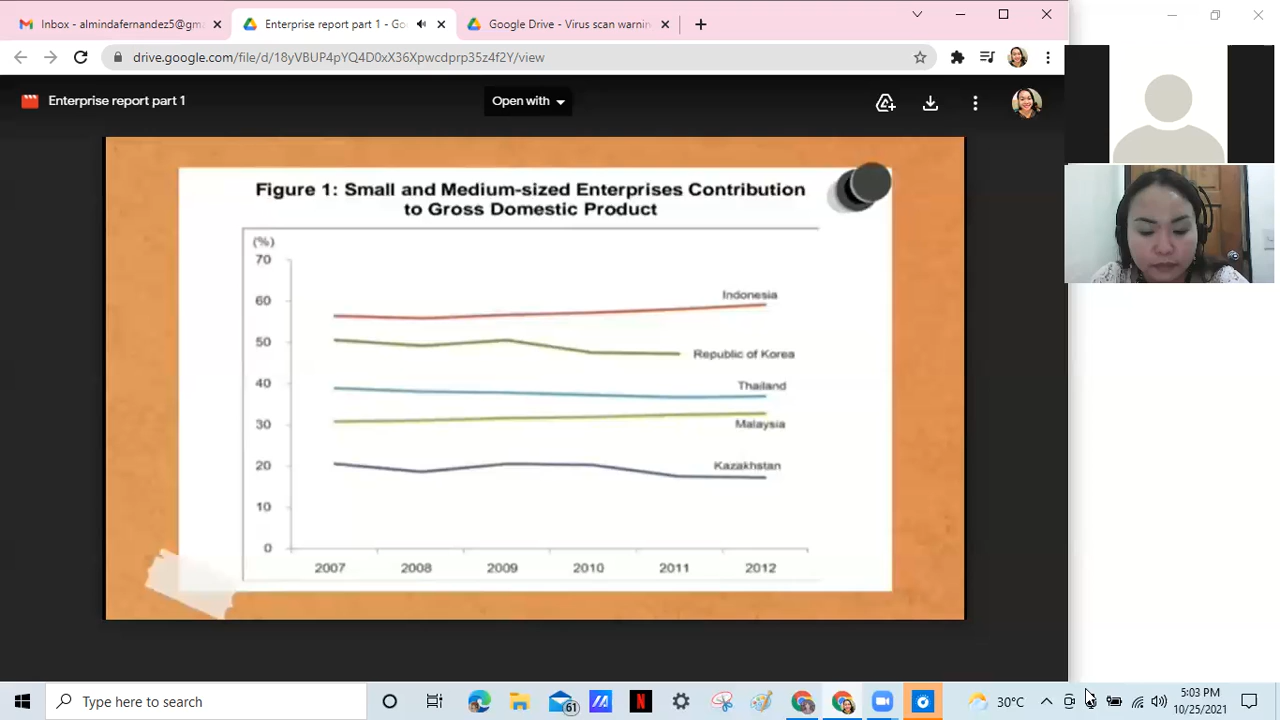 Inbox - almindafernandez5@gma
Enterprise report part 1 - Goo
Google Drive - Virus scan warnin
drive.google.com/file/d/18yVBUP4pYQ4D0xX36Xpwcdprp35z4f2Y/view
Enterprise report part 1
Open with
Figure 1: Small and Medium-sized Enterprises Contribution
to Gross Domestic Product
(%)
70
60
50
40
30
20
10
0
Indonesia
Republic of Korea
Thailand
Malaysia
Kazakhstan
2007 2008 2009 2010 2011 2012
Type here to search
61
N
30°C
5:03 PM
10/25/2021